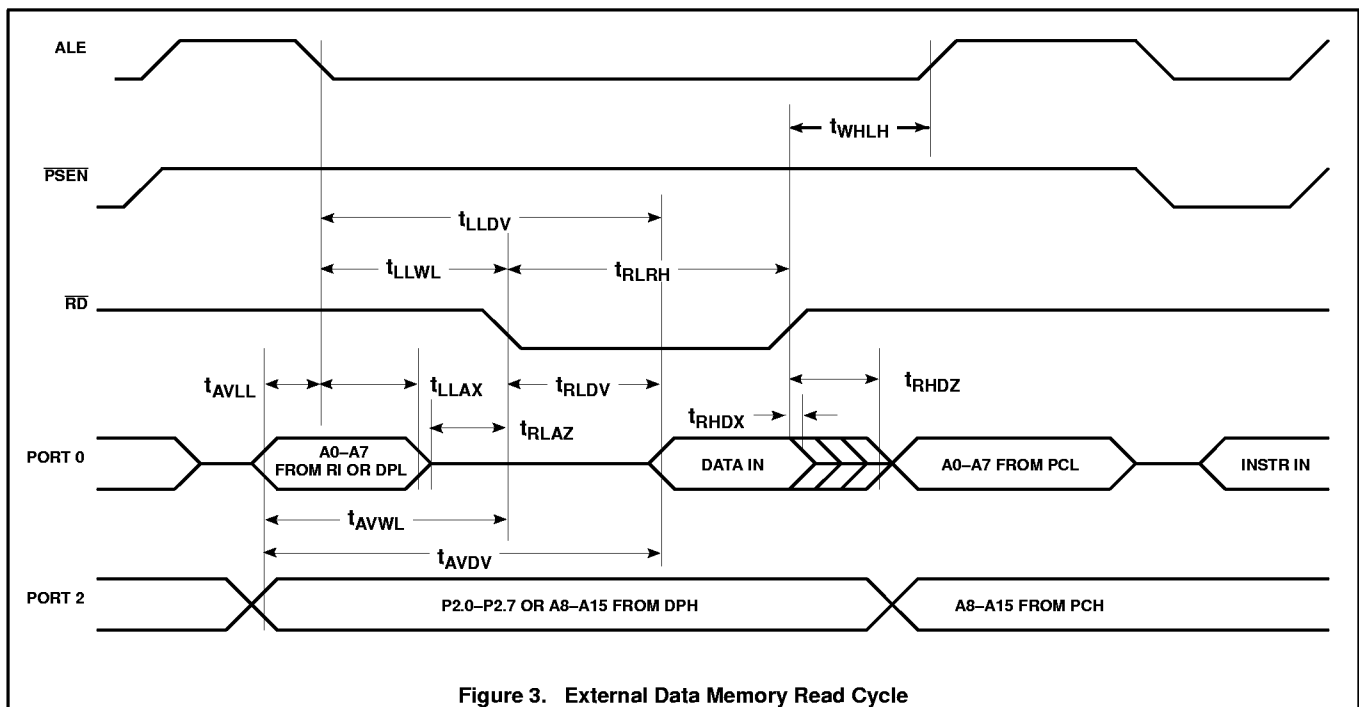 ALE
tWHLH
PSEN
tLLDV
tLLWL
tRLRH
RD
tAVLL
tLLAX
tRLDV
tRHDZ
tRHDX
tRLAZ
PORT 0
A0–A7
FROM RI OR DPL
DATA IN
A0–A7 FROM PCL
INSTR IN
tAVWL
tAVDV
PORT 2
P2.0–P2.7 OR A8–A15 FROM DPH
A8–A15 FROM PCH
Figure 3. External Data Memory Read Cycle